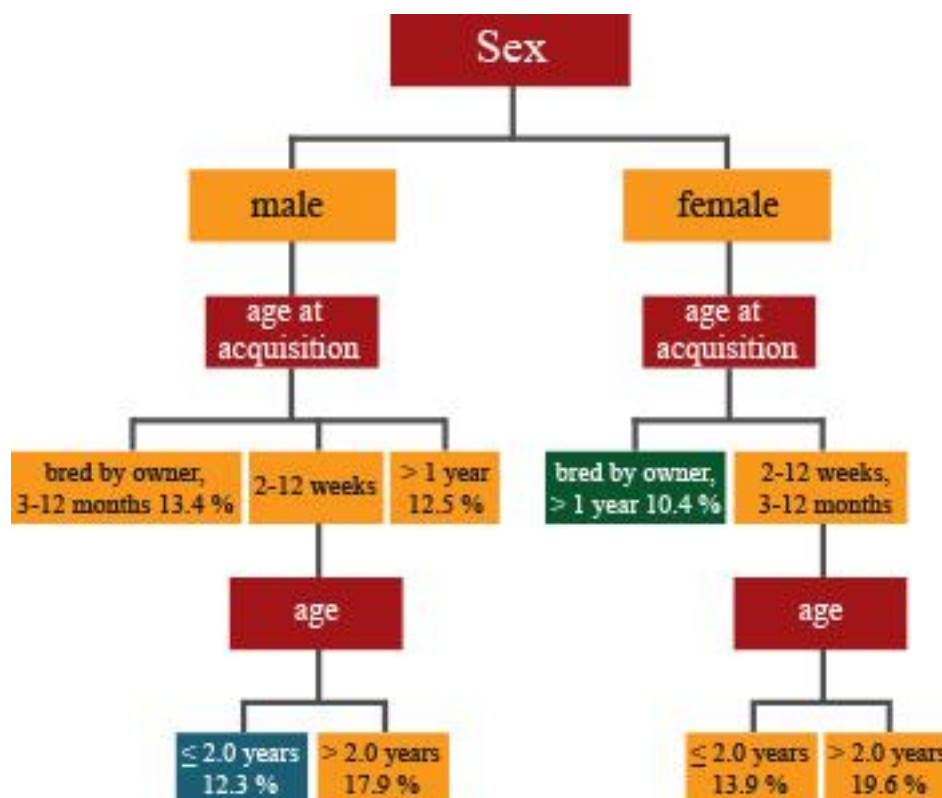 Sex
male
female
age at
acquisition
age at
acquisition
bred by owner,
3-12 months 13.4 %
2-12 weeks
> 1 year
12.5 %
bred by owner,
> 1 year 10.4 %
2-12 weeks,
3-12 months
age
age
≤ 2.0 years
12.3 %
> 2.0 years
17.9 %
≤ 2.0 years
13.9 %
> 2.0 years
19.6 %